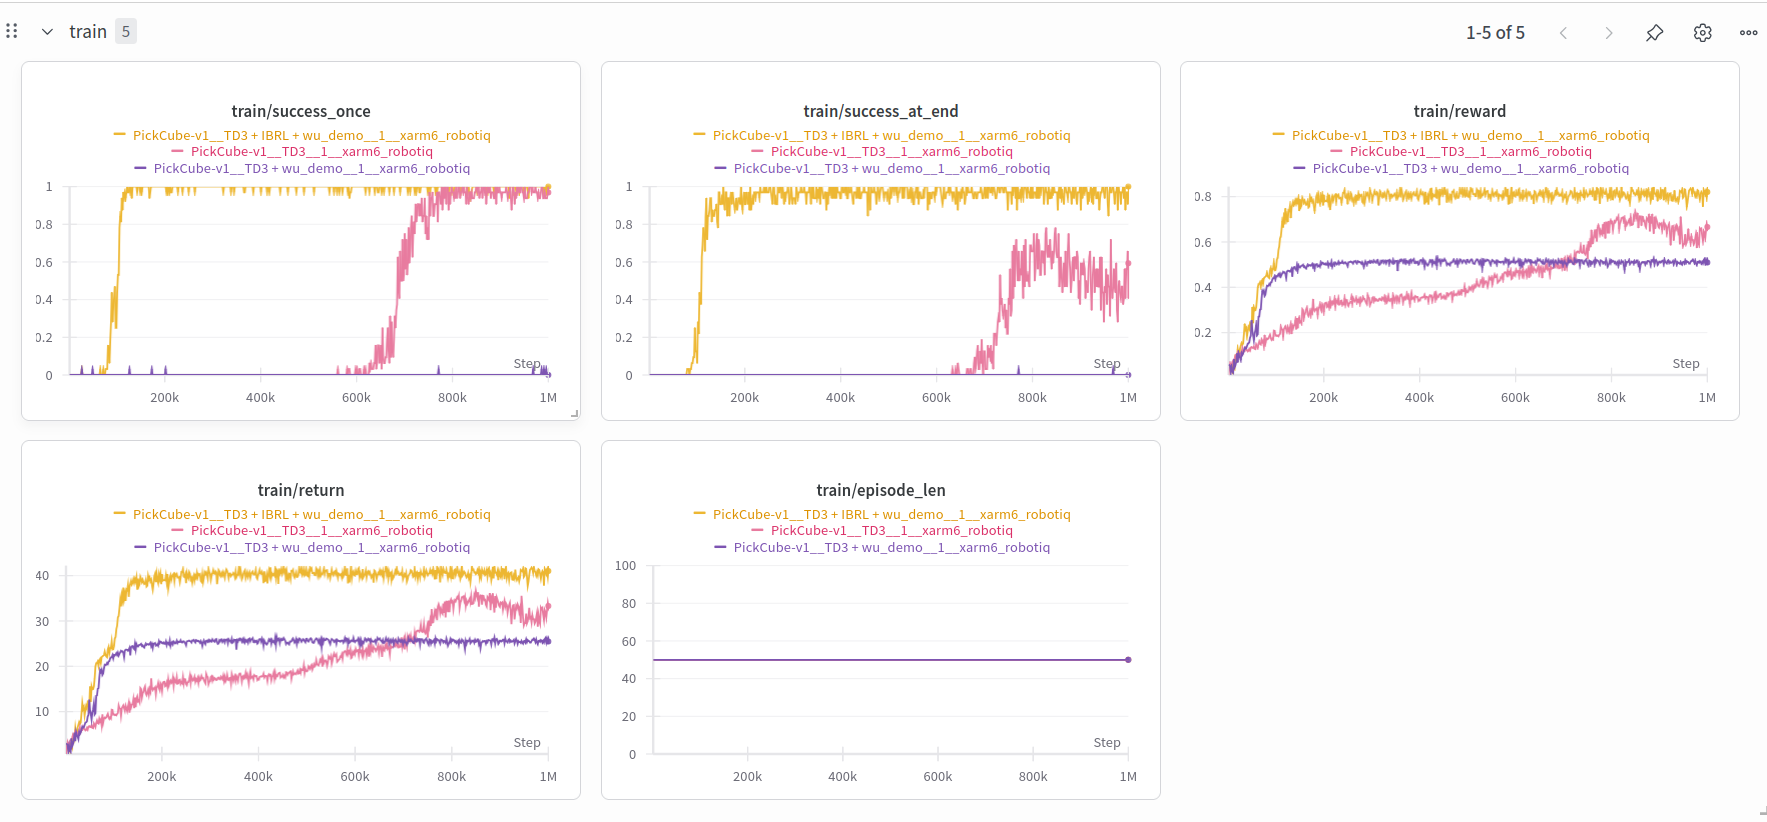 train 5
1-5 of 5
train/success_once
PickCube-v1__TD3 + IBRL + wu_demo__1__xarm6_robotiq
PickCube-v1__TD3__1__xarm6_robotiq
PickCube-v1__TD3 + wu_demo__1__xarm6_robotiq
1
0.8
0.6
0.4
0.2
0
Step
200k 400k 600k 800k 1M
train/success_at_end
PickCube-v1__TD3 + IBRL + wu_demo__1__xarm6_robotiq
PickCube-v1__TD3__1__xarm6_robotiq
PickCube-v1__TD3 + wu_demo__1__xarm6_robotiq
1
0.8
0.6
0.4
0.2
0
Step
200k 400k 600k 800k 1M
train/reward
PickCube-v1__TD3 + IBRL + wu_demo__1__xarm6_robotiq
PickCube-v1__TD3__1__xarm6_robotiq
PickCube-v1__TD3 + wu_demo__1__xarm6_robotiq
0.8
0.6
0.4
0.2
Step
200k 400k 600k 800k 1M
train/return
PickCube-v1__TD3 + IBRL + wu_demo__1__xarm6_robotiq
PickCube-v1__TD3__1__xarm6_robotiq
PickCube-v1__TD3 + wu_demo__1__xarm6_robotiq
40
30
20
10
Step
200k 400k 600k 800k 1M
train/episode_len
PickCube-v1__TD3 + IBRL + wu_demo__1__xarm6_robotiq
PickCube-v1__TD3__1__xarm6_robotiq
PickCube-v1__TD3 + wu_demo__1__xarm6_robotiq
100
80
60
40
20
0
Step
200k 400k 600k 800k 1M